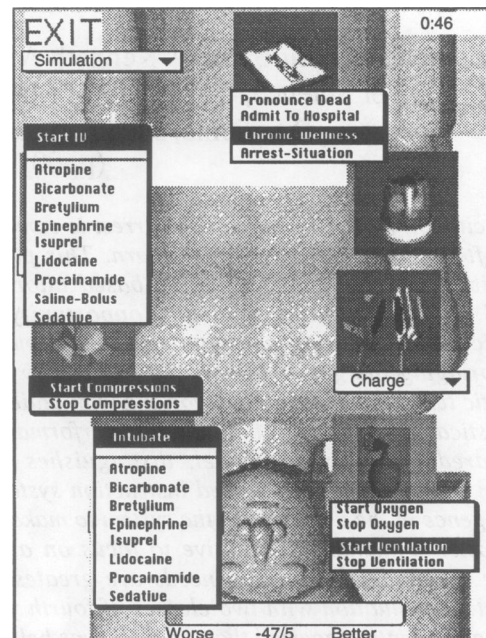 EXIT
0:46
Simulation
Pronounce Dead
Admit To Hospital
Chronic Wellness
Arrest-Situation
Start IV
Atropine
Bicarbonate
Bretylium
Epinephrine
Isuprel
Lidocaine
Procainamide
Saline-Bolus
Sedative
Charge
Start Compressions
Stop Compressions
Intubate
Atropine
Bicarbonate
Bretylium
Epinephrine
Isuprel
Lidocaine
Procainamide
Sedative
Start Oxygen
Stop Oxygen
Start Ventilation
Stop Ventilation
Worse -47/5 Better